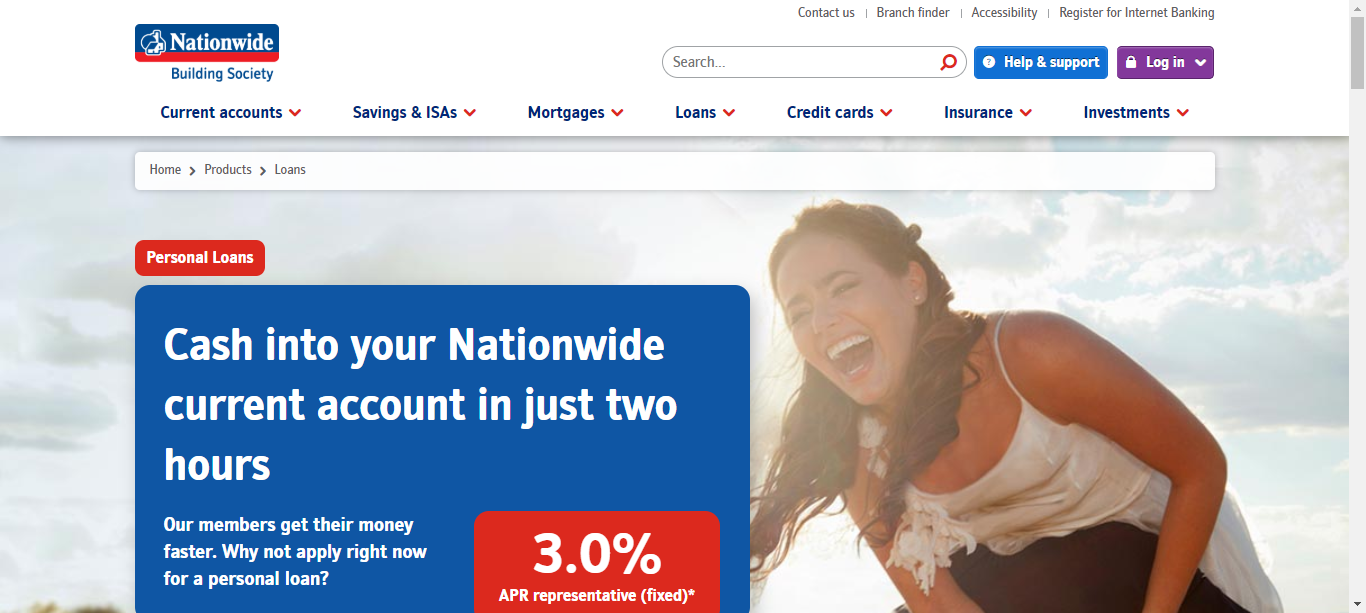 Contact us | Branch finder | Accessibility | Register for Internet Banking
Nationwide
Building Society
Search...
Help & support
Log in
Current accounts
Savings & ISAs
Mortgages
Loans
Credit cards
Insurance
Investments
Home
Products
Loans
Personal Loans
Cash into your Nationwide
current account in just two
hours
Our members get their money
faster. Why not apply right now
for a personal loan?
3.0%
APR representative (fixed)*